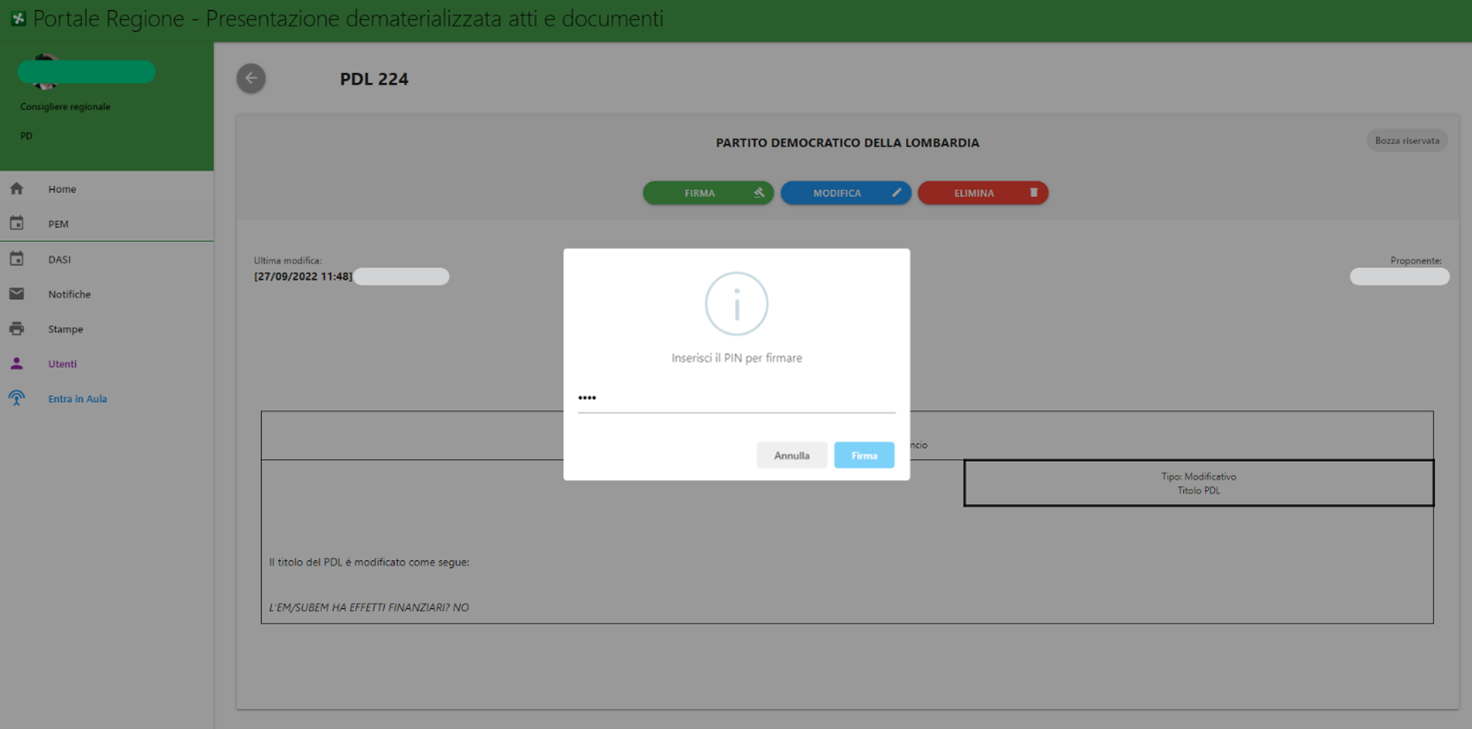 Portale Regione - Presentazione dematerializzata atti e documenti
Consigliere regionale
PD
Home
PEM
DASI
Notifiche
Stampe
Utenti
Entra in Aula
PDL 224
PARTITO DEMOCRATICO DELLA LOMBARDIA
Bozza riservata
FIRMA
MODIFICA
ELIMINA
Ultima modifica:
[27/09/2022 11:48]
Proponente:
Inserisci il PIN per firmare
••••
Annulla
Firma
ncio
Tipo: Modificativo
Titolo PDL
Il titolo del PDL è modificato come segue:
L'EM/SUBEM HA EFFETTI FINANZIARI? NO